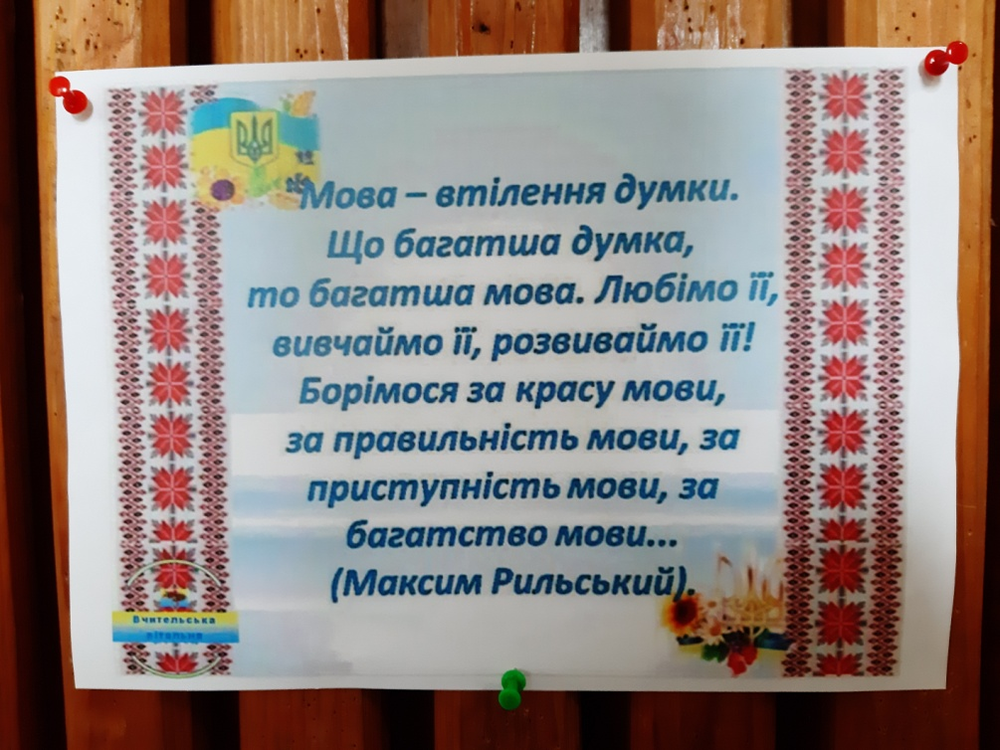 Мова – втілення думки.
Що багатша думка,
то багатша мова. Любімо її,
вивчаймо її, розвиваймо її!
Борімося за красу мови,
за правильність мови, за
приступність мови, за
багатство мови...
(Максим Рильський).
Вчительська
вітальня